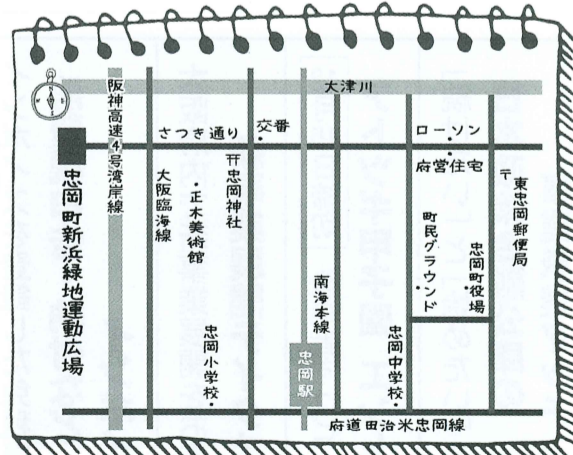 大津川
阪神高速4号湾岸線
さつき通り
交番
ローソン
府営住宅
〒東忠岡郵便局
忠岡町新浜緑地運動広場
大阪臨海線
正木美術館
忠岡神社
南海本線
町民グラウンド
忠岡町役場
忠岡小学校
忠岡駅
忠岡中学校
府道田治米忠岡線